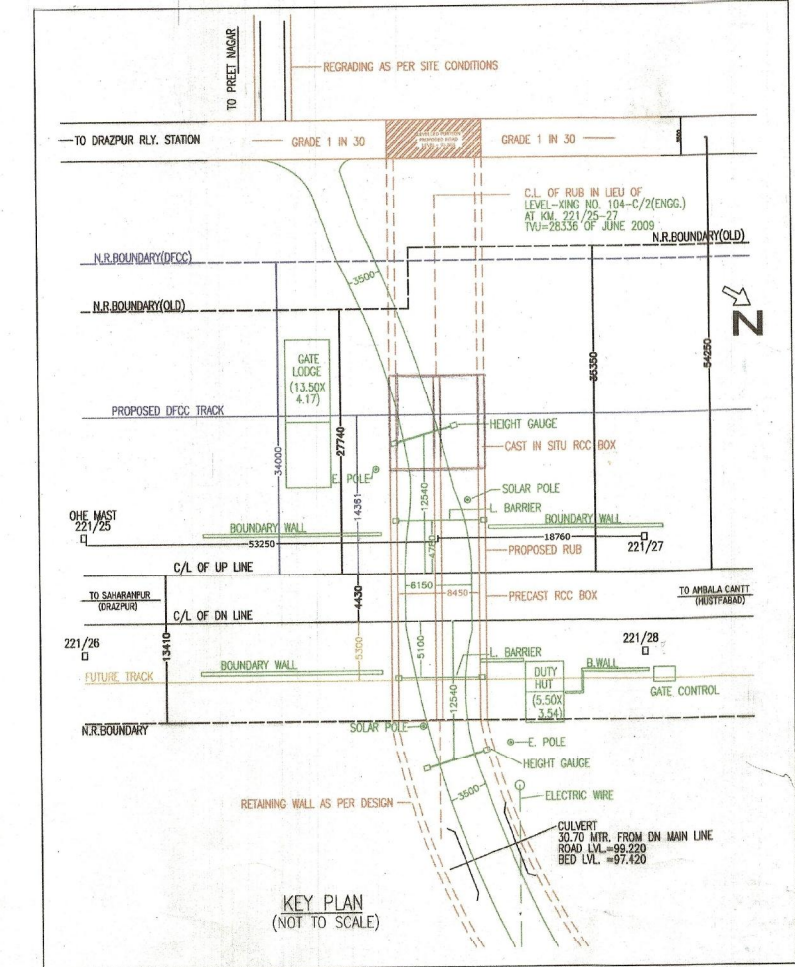 TO PREET NAGAR
REGRADING AS PER SITE CONDITIONS
TO DRAZPUR RLY. STATION
GRADE 1 IN 30
PROPOSED ROAD
GRADE 1 IN 30
C.L. OF RUB IN LIEU OF
LEVEL-XING NO. 104-C/2(ENGG.)
AT KM. 221/25-27
TVU=28336 OF JUNE 2009
N.R.BOUNDARY(OLD)
N.R.BOUNDARY(DFCC)
3500
N.R.BOUNDARY(OLD)
N
GATE
LODGE
(13.50X
4.17)
36350
54250
PROPOSED DFCC TRACK
27740
34000
14361
HEIGHT GAUGE
CAST IN SITU RCC BOX
E. POLE
12540
SOLAR POLE
OHE MAST
221/25
BOUNDARY WALL
L. BARRIER
BOUNDARY WALL
53250
4780
18760
221/27
PROPOSED RUB
C/L OF UP LINE
6150
TO SAHARANPUR
(DRAZPUR)
4430
8450
PRECAST RCC BOX
TO AMBALA CANTT
(MUSTFABAD)
C/L OF DN LINE
221/26
13410
5300
5100
L. BARRIER
221/28
BOUNDARY WALL
B.WALL
FUTURE TRACK
12540
DUTY
HUT
(5.50X
3.54)
GATE CONTROL
N.R.BOUNDARY
SOLAR POLE
E. POLE
HEIGHT GAUGE
3500
ELECTRIC WIRE
RETAINING WALL AS PER DESIGN
CULVERT
30.70 MTR. FROM DN MAIN LINE
ROAD LVL.=99.220
BED LVL. =97.420
KEY PLAN
(NOT TO SCALE)